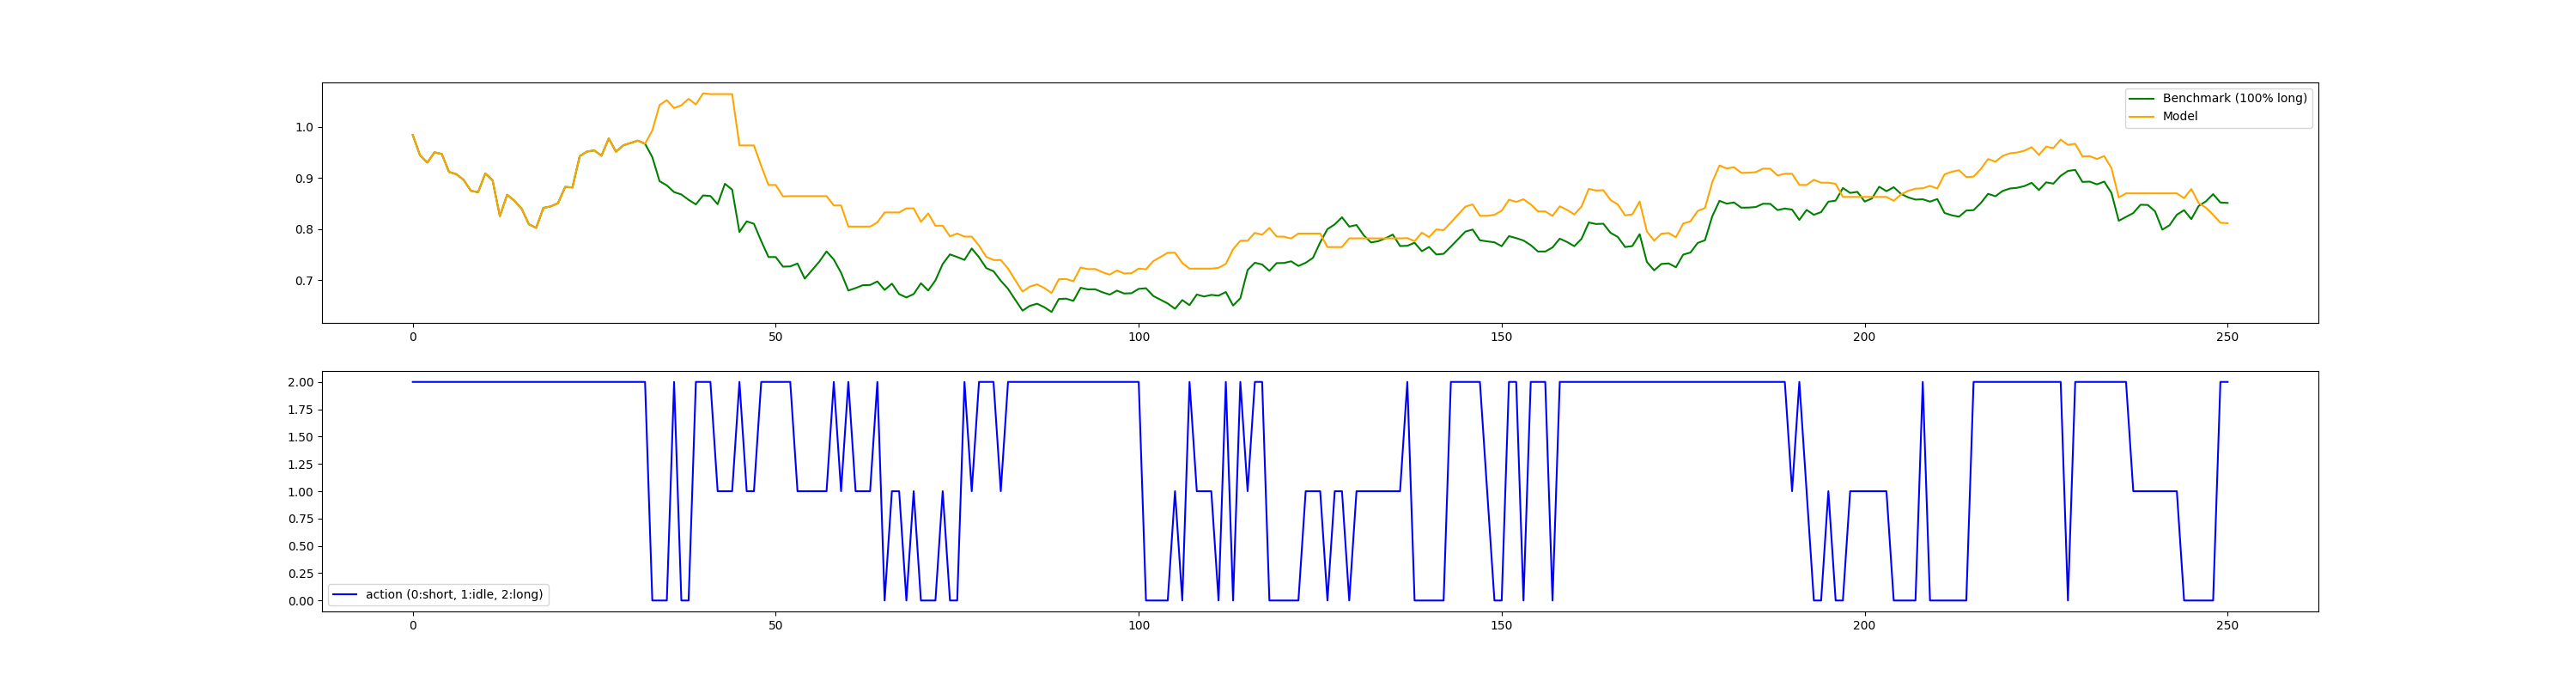 Benchmark (100% long)
Model
1.0
0.9
0.8
0.7
0 50 100 150 200 250
2.00
1.75
1.50
1.25
1.00
0.75
0.50
0.25
0.00
action (0:short, 1:idle, 2:long)
0 50 100 150 200 250